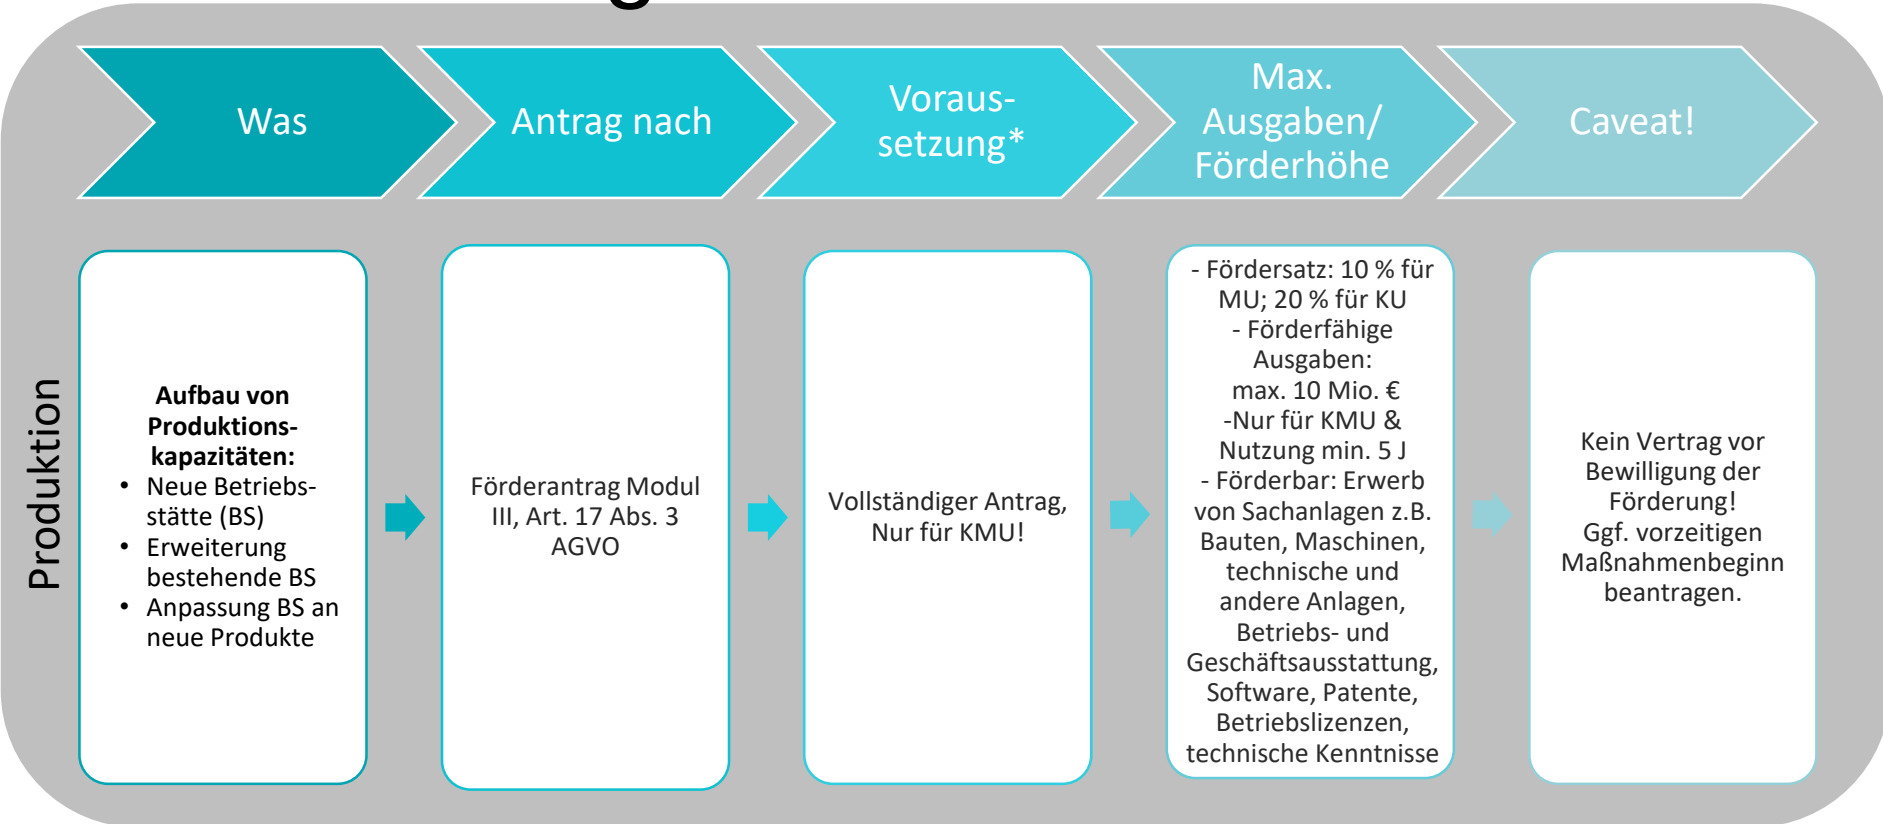 Was
Antrag nach
Voraus-
setzung*
Max.
Ausgaben/
Förderhöhe
Caveat!
Produktion
Aufbau von
Produktions-
kapazitäten:
• Neue Betriebs-
stätte (BS)
• Erweiterung
bestehende BS
• Anpassung BS an
neue Produkte
Förderantrag Modul
III, Art. 17 Abs. 3
AGVO
Vollständiger Antrag,
Nur für KMU!
- Fördersatz: 10 % für
MU; 20 % für KU
- Förderfähige
Ausgaben:
max. 10 Mio. €
-Nur für KMU &
Nutzung min. 5 J
- Förderbar: Erwerb
von Sachanlagen z.B.
Bauten, Maschinen,
technische und
andere Anlagen,
Betriebs- und
Geschäftsausstattung,
Software, Patente,
Betriebslizenzen,
technische Kenntnisse
Kein Vertrag vor
Bewilligung der
Förderung!
Ggf. vorzeitigen
Maßnahmenbeginn
beantragen.